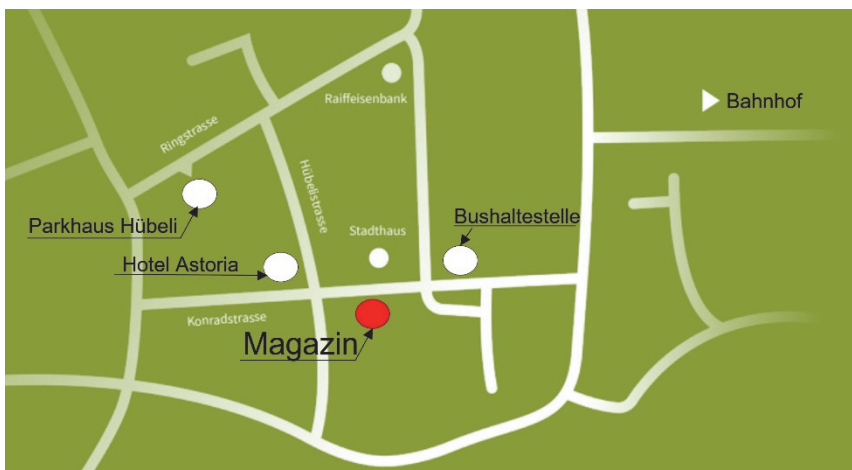 Raiffeisenbank
Bahnhof
Ringstrasse
Hübelistrasse
Parkhaus Hübeli
Bushaltestelle
Stadthaus
Hotel Astoria
Konradstrasse
Magazin